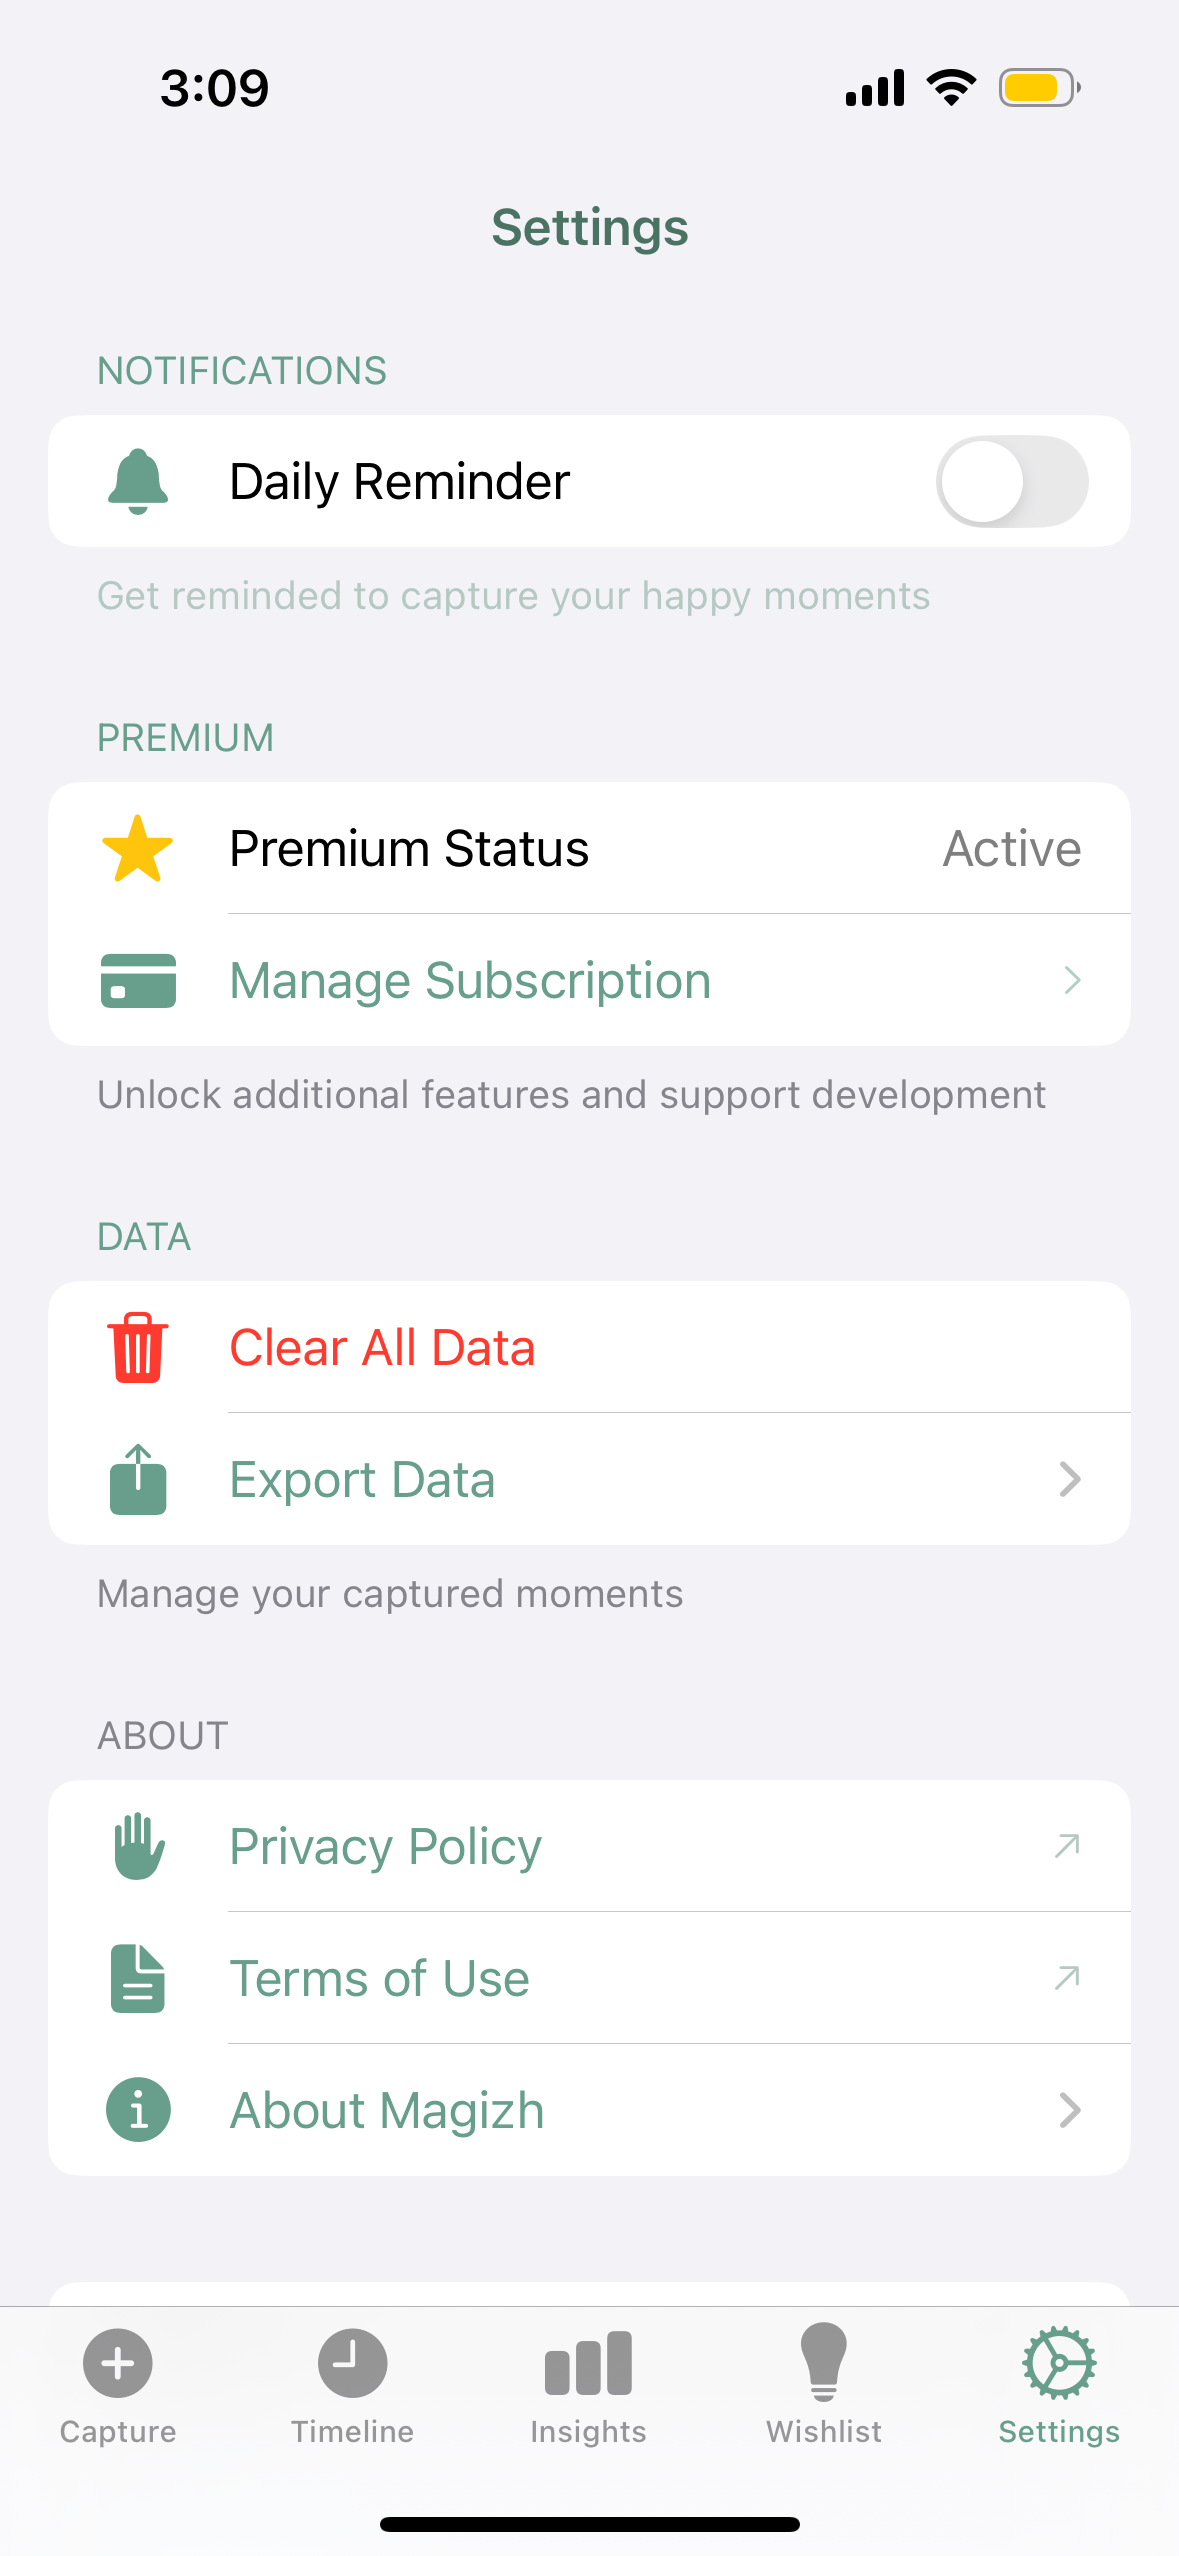 3:09
Settings
NOTIFICATIONS
Daily Reminder
Get reminded to capture your happy moments
PREMIUM
Premium Status Active
Manage Subscription
Unlock additional features and support development
DATA
Clear All Data
Export Data
Manage your captured moments
ABOUT
Privacy Policy
Terms of Use
About Magizh
Capture Timeline Insights Wishlist Settings